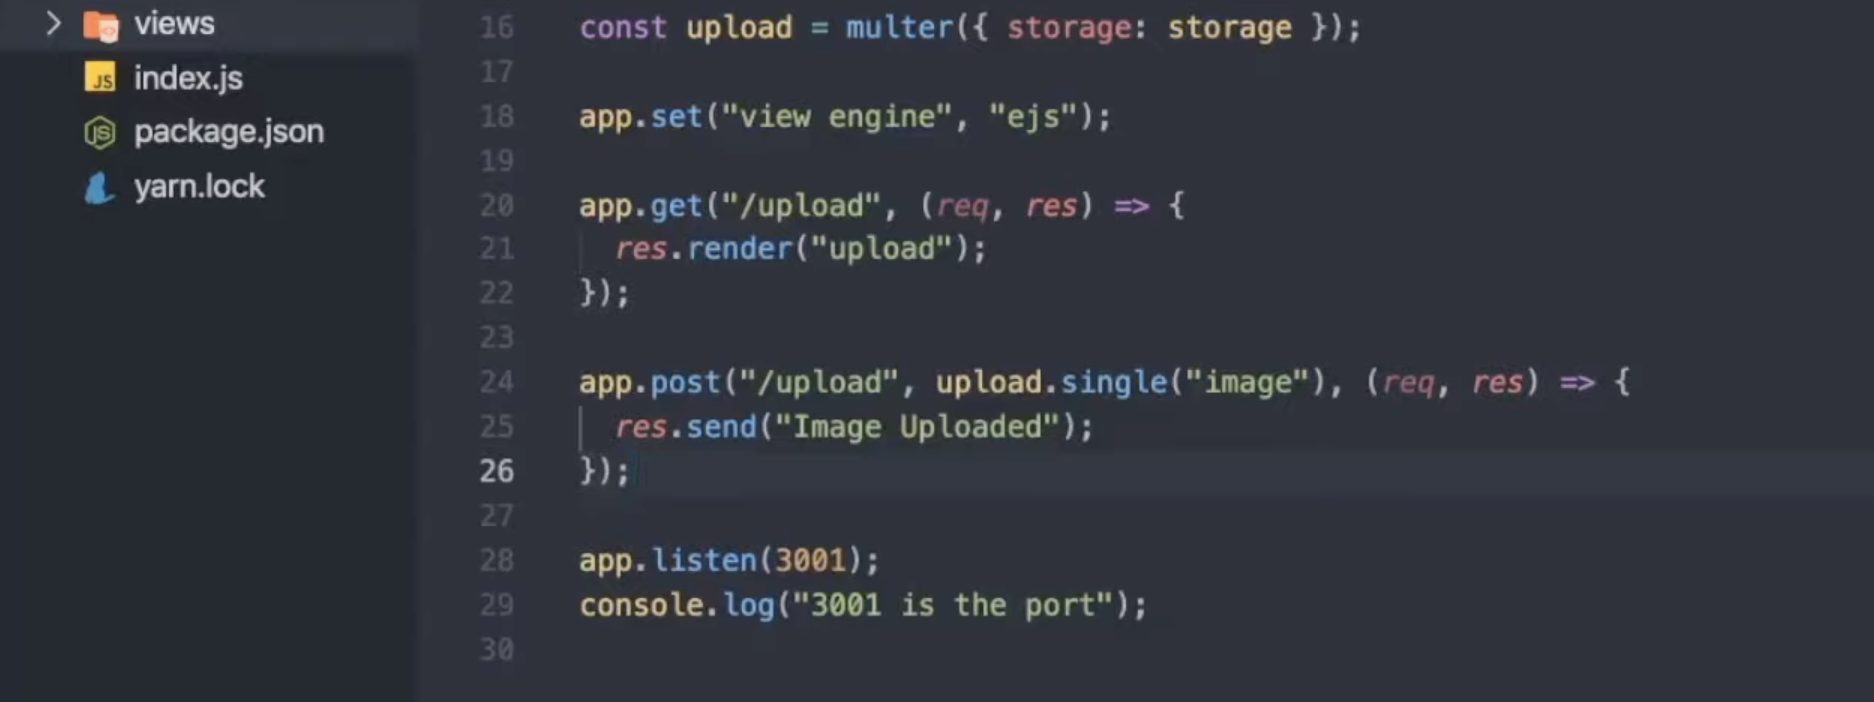 views
index.js
package.json
yarn.lock
16 const upload = multer({ storage: storage });
17
18 app.set("view engine", "ejs");
19
20 app.get("/upload", (req, res) => {
21 res.render("upload");
22 });
23
24 app.post("/upload", upload.single("image"), (req, res) => {
25 res.send("Image Uploaded");
26 });
27
28 app.listen(3001);
29 console.log("3001 is the port");
30